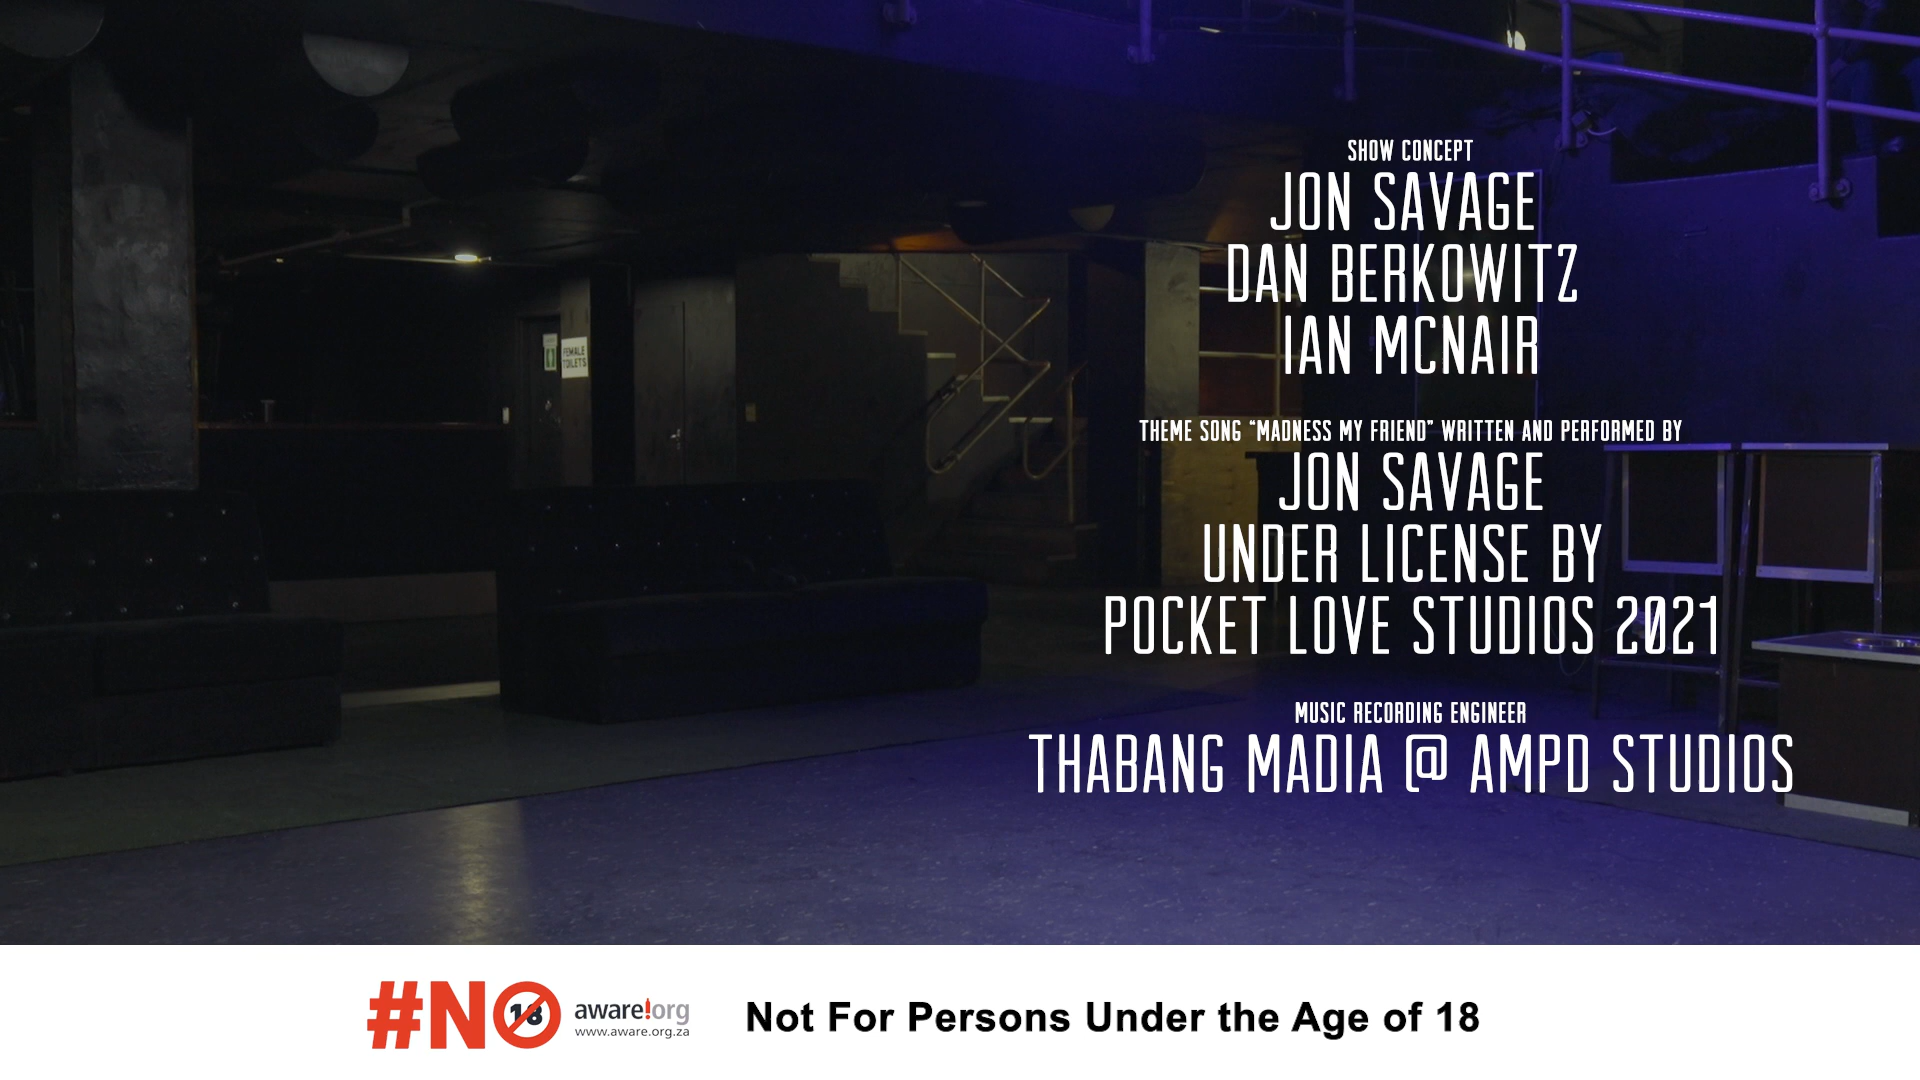 SHOW CONCEPT
JON SAVAGE
DAN BERKOWITZ
IAN MCNAIR
THEME SONG “MADNESS MY FRIEND” WRITTEN AND PERFORMED BY
JON SAVAGE
UNDER LICENSE BY
POCKET LOVE STUDIOS 2021
MUSIC RECORDING ENGINEER
THABANG MADIA @ AMPD STUDIOS
FEMALE
TOILETS
#NO
18
aware!org
www.aware.org.za
Not For Persons Under the Age of 18